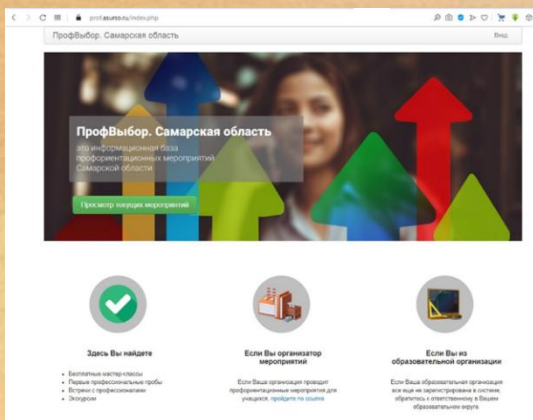 prof.asurso.ru/index.php
ПрофВыбор. Самарская область
Вход
ПрофВыбор. Самарская область
это информационная база
профориентационных мероприятий
Самарской области
Просмотр текущих мероприятий
Здесь Вы найдете
Бесплатные мастер-классы
Первые профессиональные пробы
Встречи с профессионалами
Экскурсии
Если Вы организатор
мероприятий
Если Ваша организация проводит
профориентационные мероприятия для
учащихся, пройдите по ссылке
Если Вы из
образовательной организации
Если Ваша образовательная организация
все еще не зарегистрирована в системе,
обратитесь к ответственному в Вашем
образовательном округе.